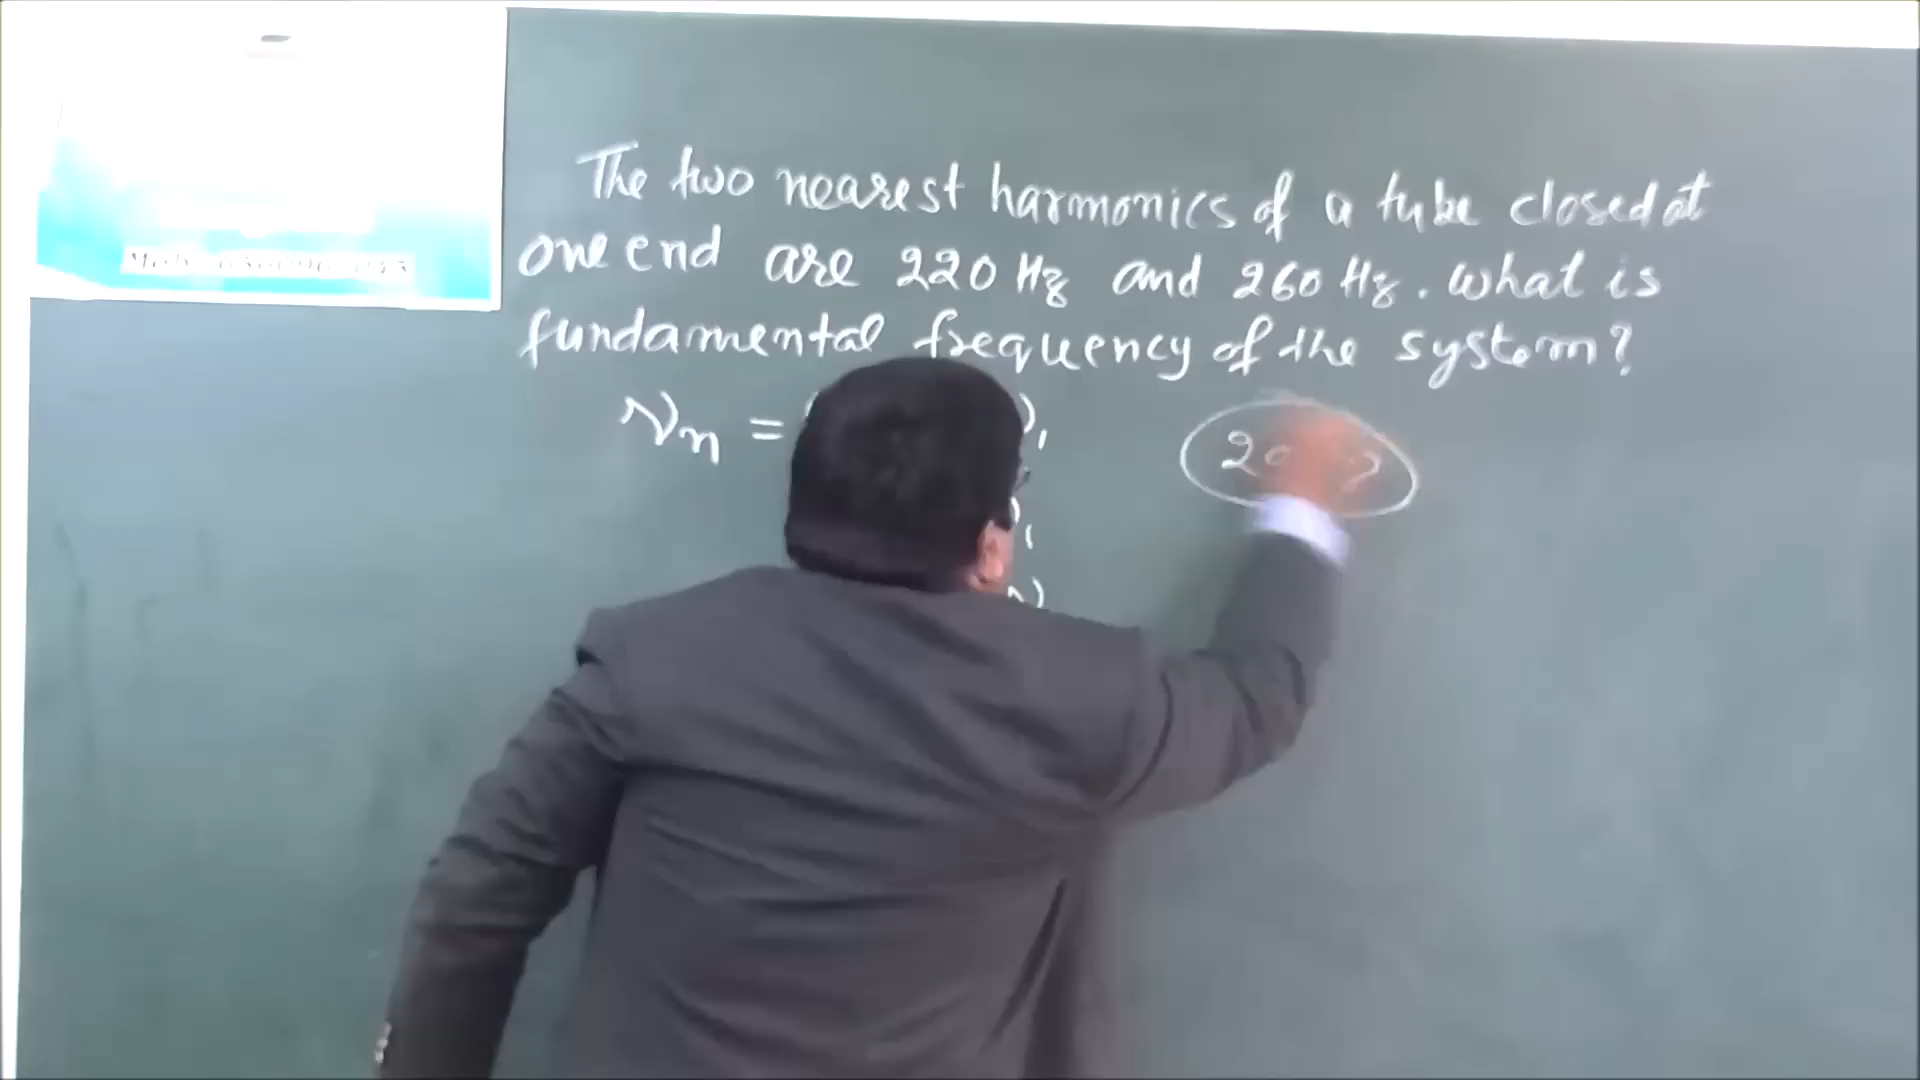 The two nearest harmonics of a tube closed at
one end are 220 Hz and 260 Hz. what is
fundamental frequency of the system?
νn =